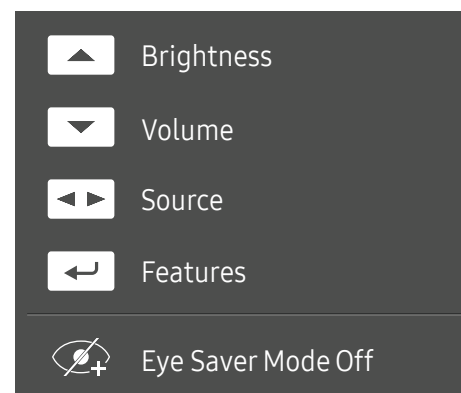 Brightness
Volume
Source
Features
Eye Saver Mode Off